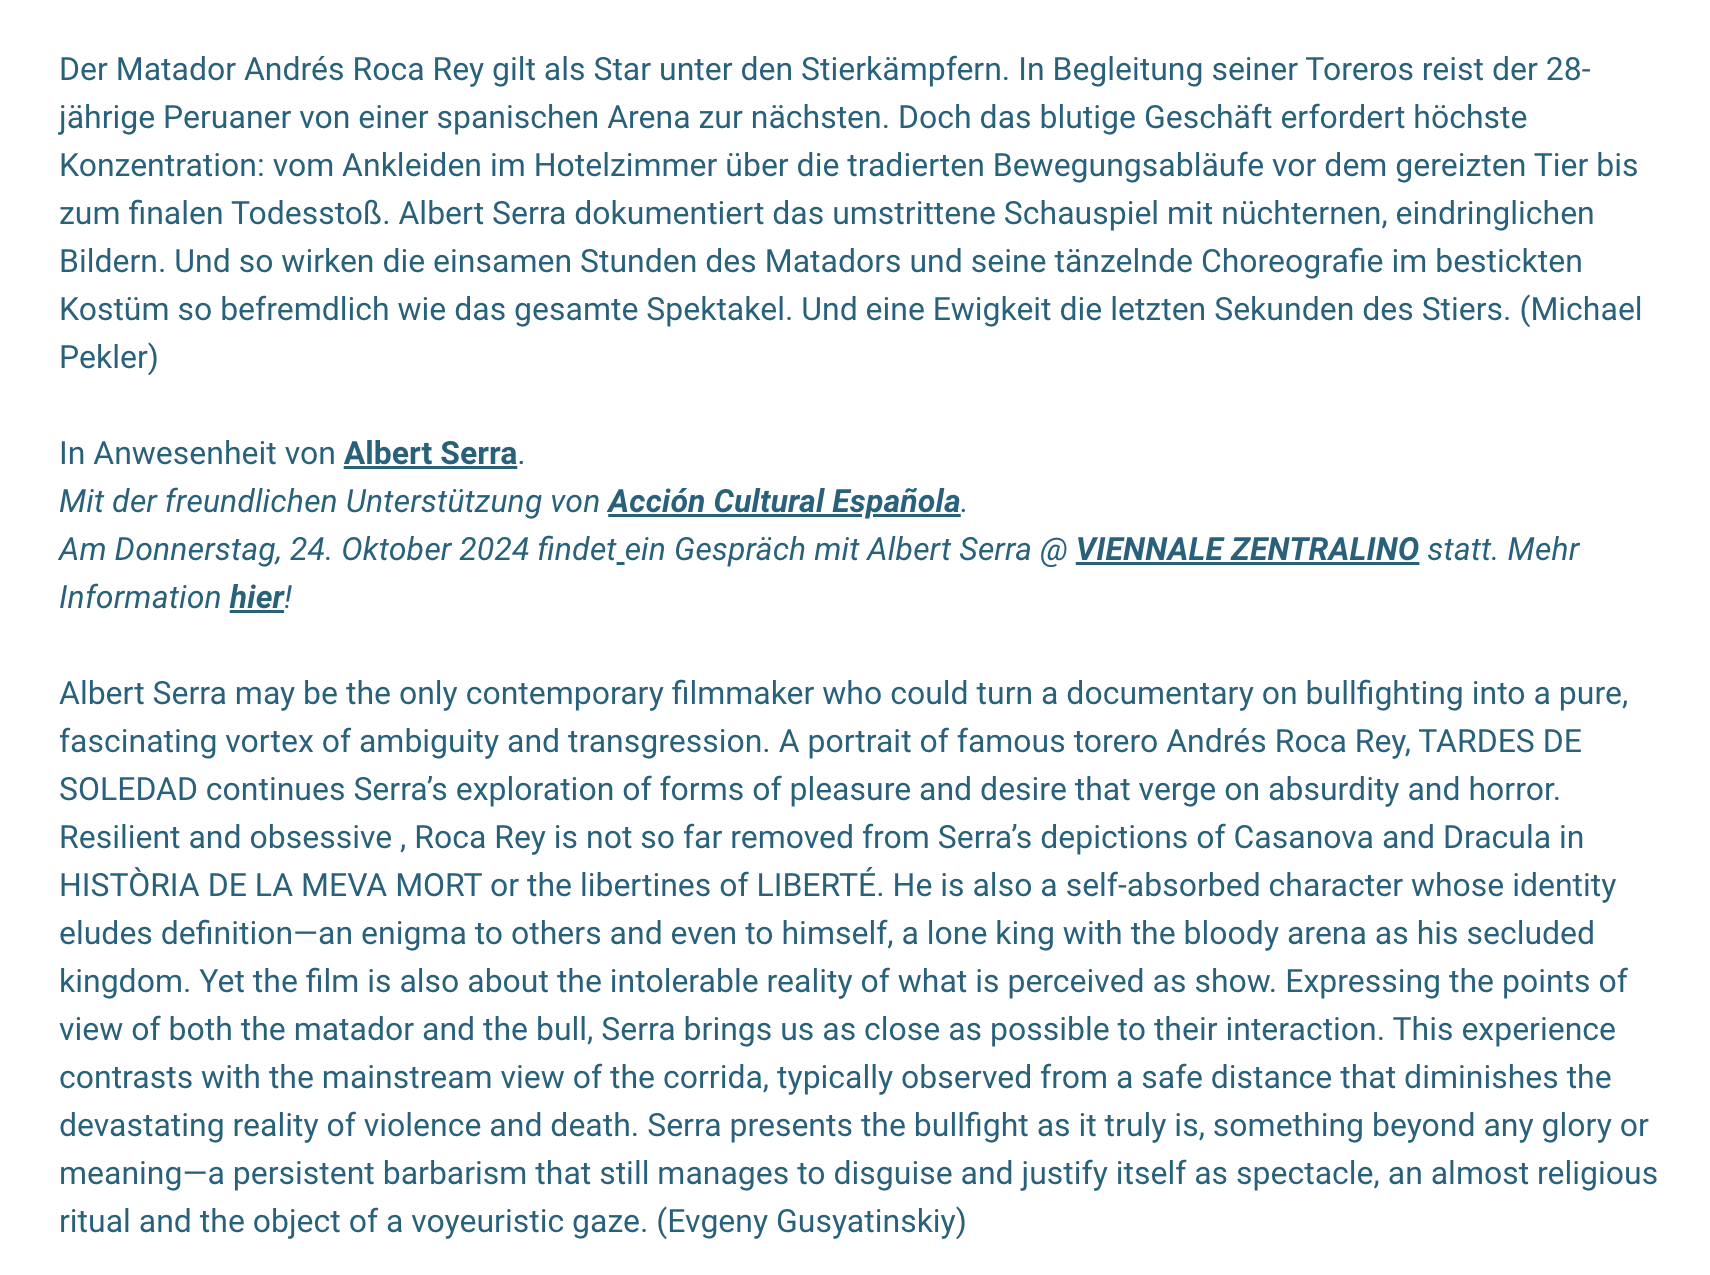 Der Matador Andrés Roca Rey gilt als Star unter den Stierkämpfern. In Begleitung seiner Toreros reist der 28-
jährige Peruaner von einer spanischen Arena zur nächsten. Doch das blutige Geschäft erfordert höchste
Konzentration: vom Ankleiden im Hotelzimmer über die tradierten Bewegungsabläufe vor dem gereizten Tier bis
zum finalen Todesstoß. Albert Serra dokumentiert das umstrittene Schauspiel mit nüchternen, eindringlichen
Bildern. Und so wirken die einsamen Stunden des Matadors und seine tänzelnde Choreografie im bestickten
Kostüm so befremdlich wie das gesamte Spektakel. Und eine Ewigkeit die letzten Sekunden des Stiers. (Michael
Pekler)
In Anwesenheit von Albert Serra.
Mit der freundlichen Unterstützung von Acción Cultural Española.
Am Donnerstag, 24. Oktober 2024 findet ein Gespräch mit Albert Serra @ VIENNALE ZENTRALINO statt. Mehr
Information hier!
Albert Serra may be the only contemporary filmmaker who could turn a documentary on bullfighting into a pure,
fascinating vortex of ambiguity and transgression. A portrait of famous torero Andrés Roca Rey, TARDES DE
SOLEDAD continues Serra’s exploration of forms of pleasure and desire that verge on absurdity and horror.
Resilient and obsessive , Roca Rey is not so far removed from Serra’s depictions of Casanova and Dracula in
HISTÒRIA DE LA MEVA MORT or the libertines of LIBERTÉ. He is also a self-absorbed character whose identity
eludes definition—an enigma to others and even to himself, a lone king with the bloody arena as his secluded
kingdom. Yet the film is also about the intolerable reality of what is perceived as show. Expressing the points of
view of both the matador and the bull, Serra brings us as close as possible to their interaction. This experience
contrasts with the mainstream view of the corrida, typically observed from a safe distance that diminishes the
devastating reality of violence and death. Serra presents the bullfight as it truly is, something beyond any glory or
meaning—a persistent barbarism that still manages to disguise and justify itself as spectacle, an almost religious
ritual and the object of a voyeuristic gaze. (Evgeny Gusyatinskiy)